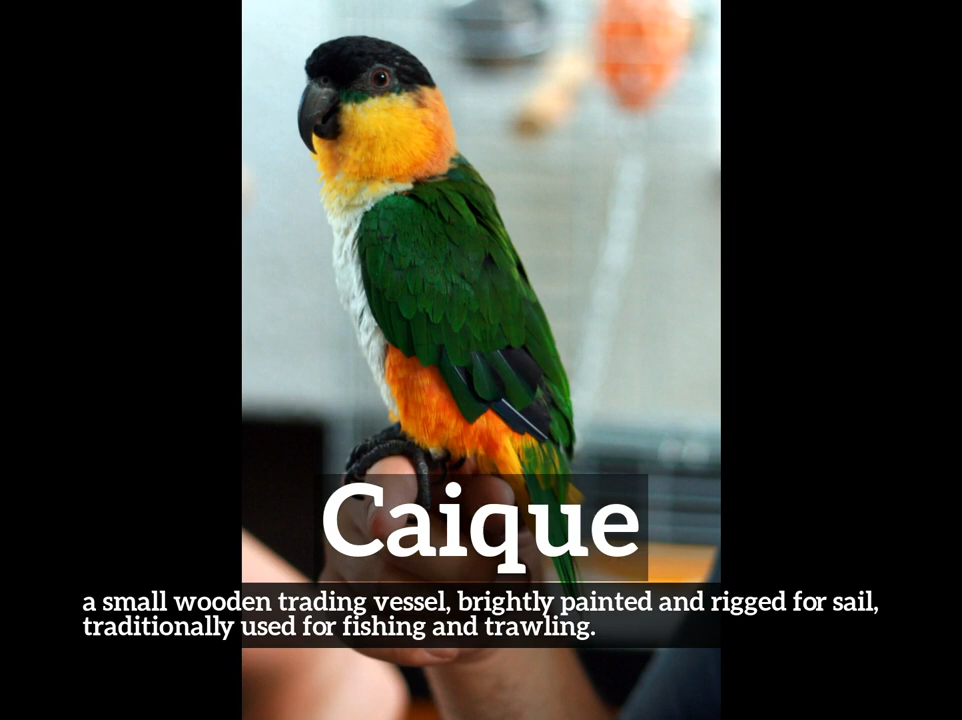 Caique
a small wooden trading vessel, brightly painted and rigged for sail,
traditionally used for fishing and trawling.